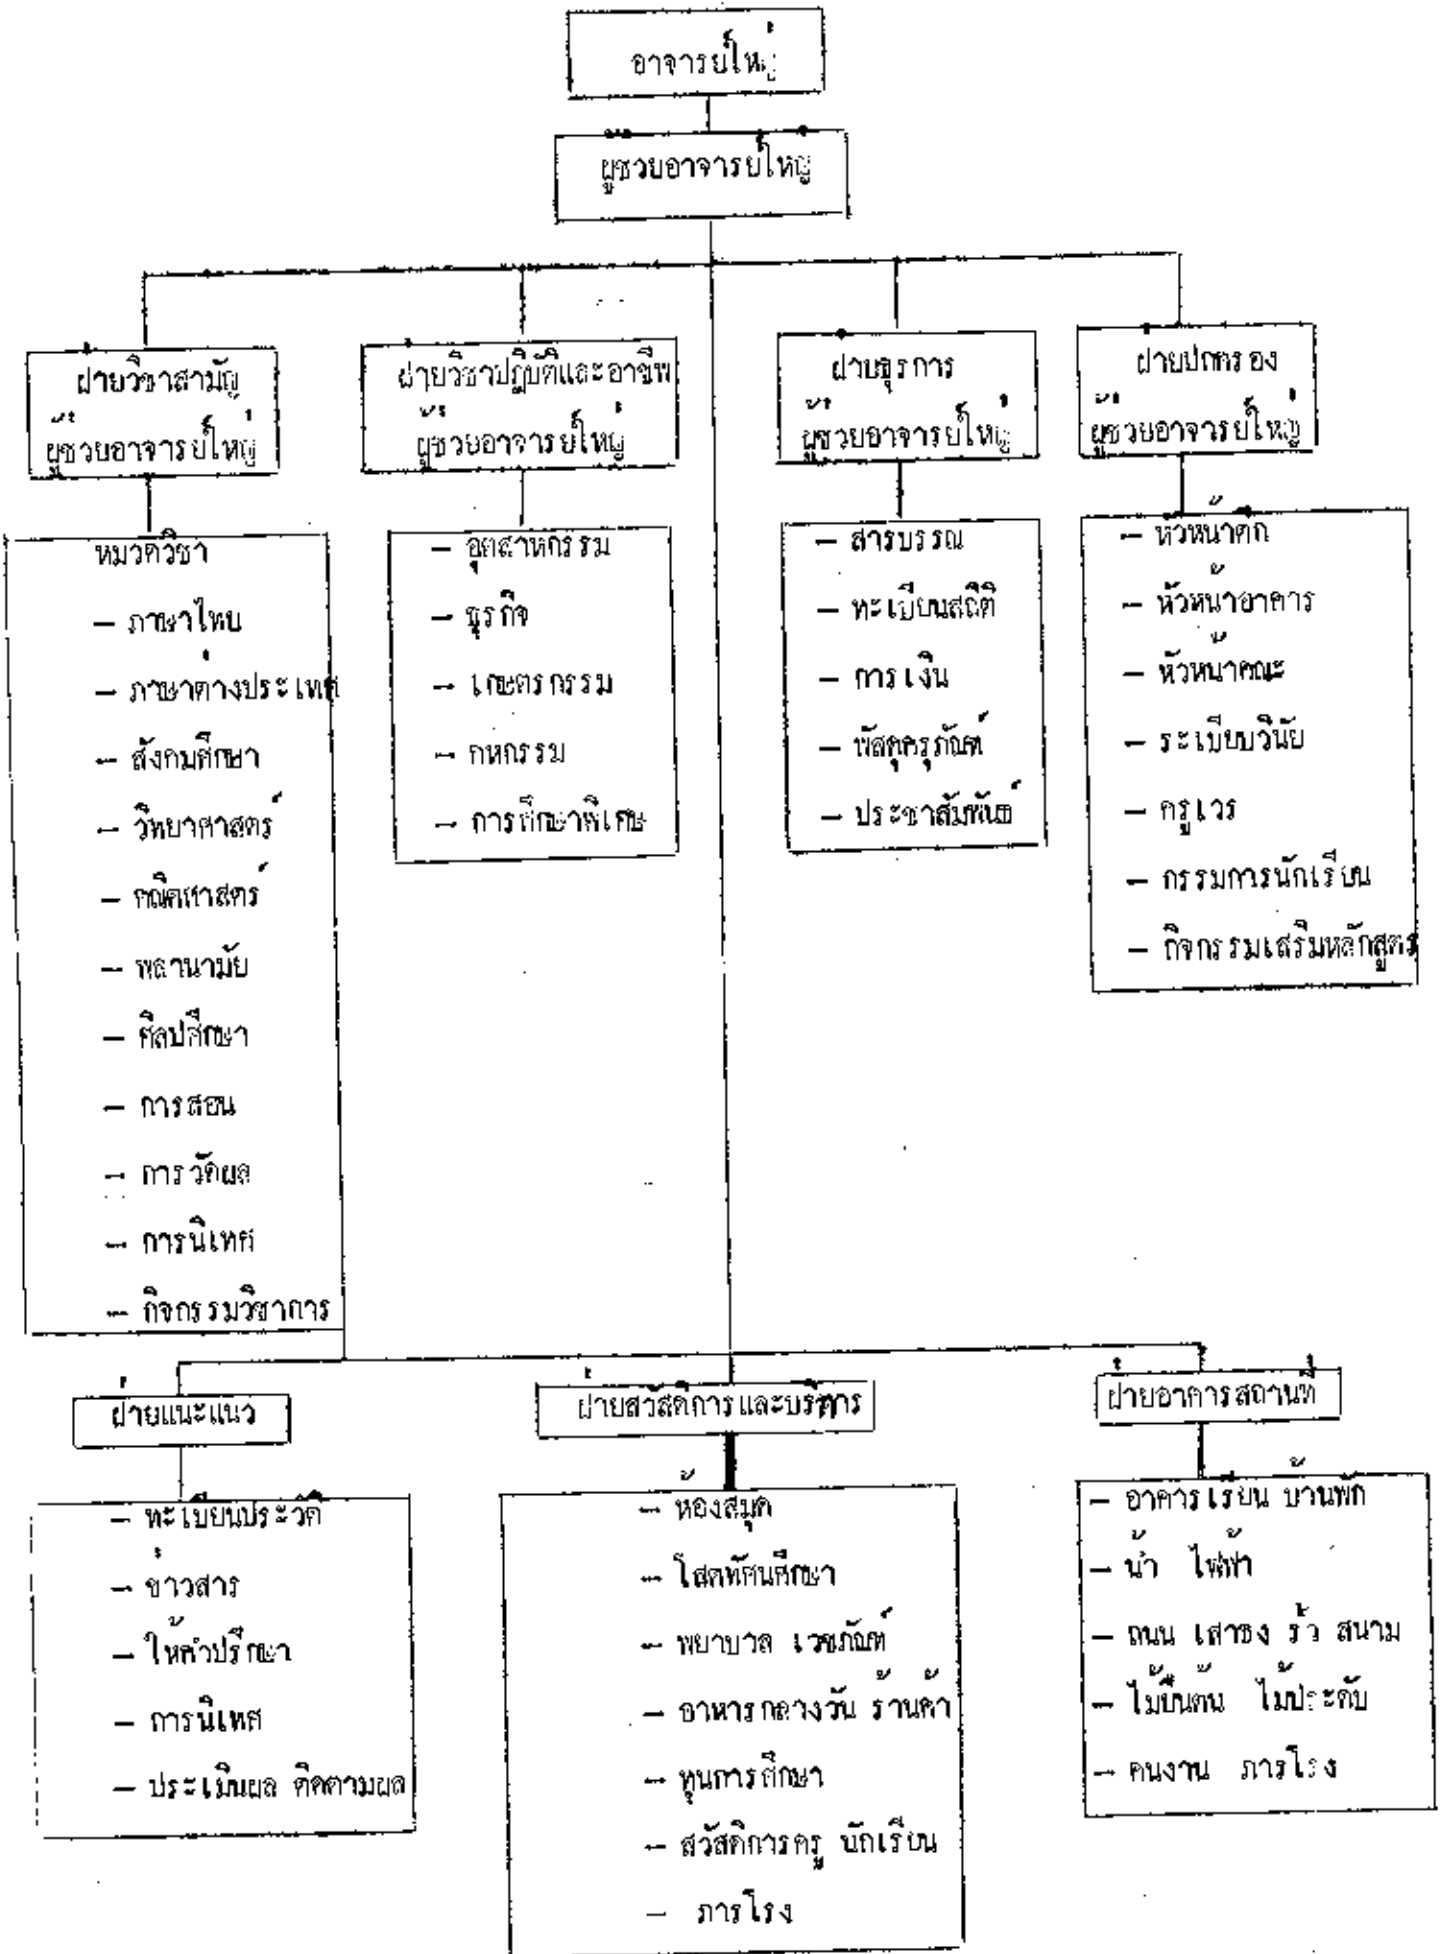 อาจารย์ใหญ่
ผู้ช่วยอาจารย์ใหญ่
ฝ่ายวิชาสามัญ
ผู้ช่วยอาจารย์ใหญ่
ฝ่ายวิชาปฏิบัติและอาชีพ
ผู้ช่วยอาจารย์ใหญ่
ฝ่ายธุรการ
ผู้ช่วยอาจารย์ใหญ่
ฝ่ายปกครอง
ผู้ช่วยอาจารย์ใหญ่
หมวดวิชา
- ภาษาไทย
- ภาษาต่างประเทศ
- สังคมศึกษา
- วิทยาศาสตร์
- คณิตศาสตร์
- พลานามัย
- ศิลปศึกษา
- การสอน
- การวัดผล
- การนิเทศ
- กิจกรรมวิชาการ
- อุตสาหกรรม
- ธุรกิจ
- เกษตรกรรม
- คหกรรม
- การศึกษาพิเศษ
- สารบรรณ
- ทะเบียนสถิติ
- การเงิน
- พัสดุครุภัณฑ์
- ประชาสัมพันธ์
- หัวหน้าตึก
- หัวหน้าอาคาร
- หัวหน้าคณะ
- ระเบียบวินัย
- ครูเวร
- กรรมการนักเรียน
- กิจกรรมเสริมหลักสูตร
ฝ่ายแนะแนว
- ทะเบียนประวัติ
- ข่าวสาร
- ให้คำปรึกษา
- การนิเทศ
- ประเมินผล ติดตามผล
ฝ่ายสวัสดิการและบริการ
- ห้องสมุด
- โสตทัศนศึกษา
- พยาบาล เวชภัณฑ์
- อาหารกลางวัน ร้านค้า
- ทุนการศึกษา
- สวัสดิการครู นักเรียน
- ภารโรง
ฝ่ายอาคารสถานที่
- อาคารเรียน บ้านพัก
- น้ำ ไฟฟ้า
- ถนน เสาธง รั้ว สนาม
- ไม้ยืนต้น ไม้ประดับ
- คนงาน ภารโรง